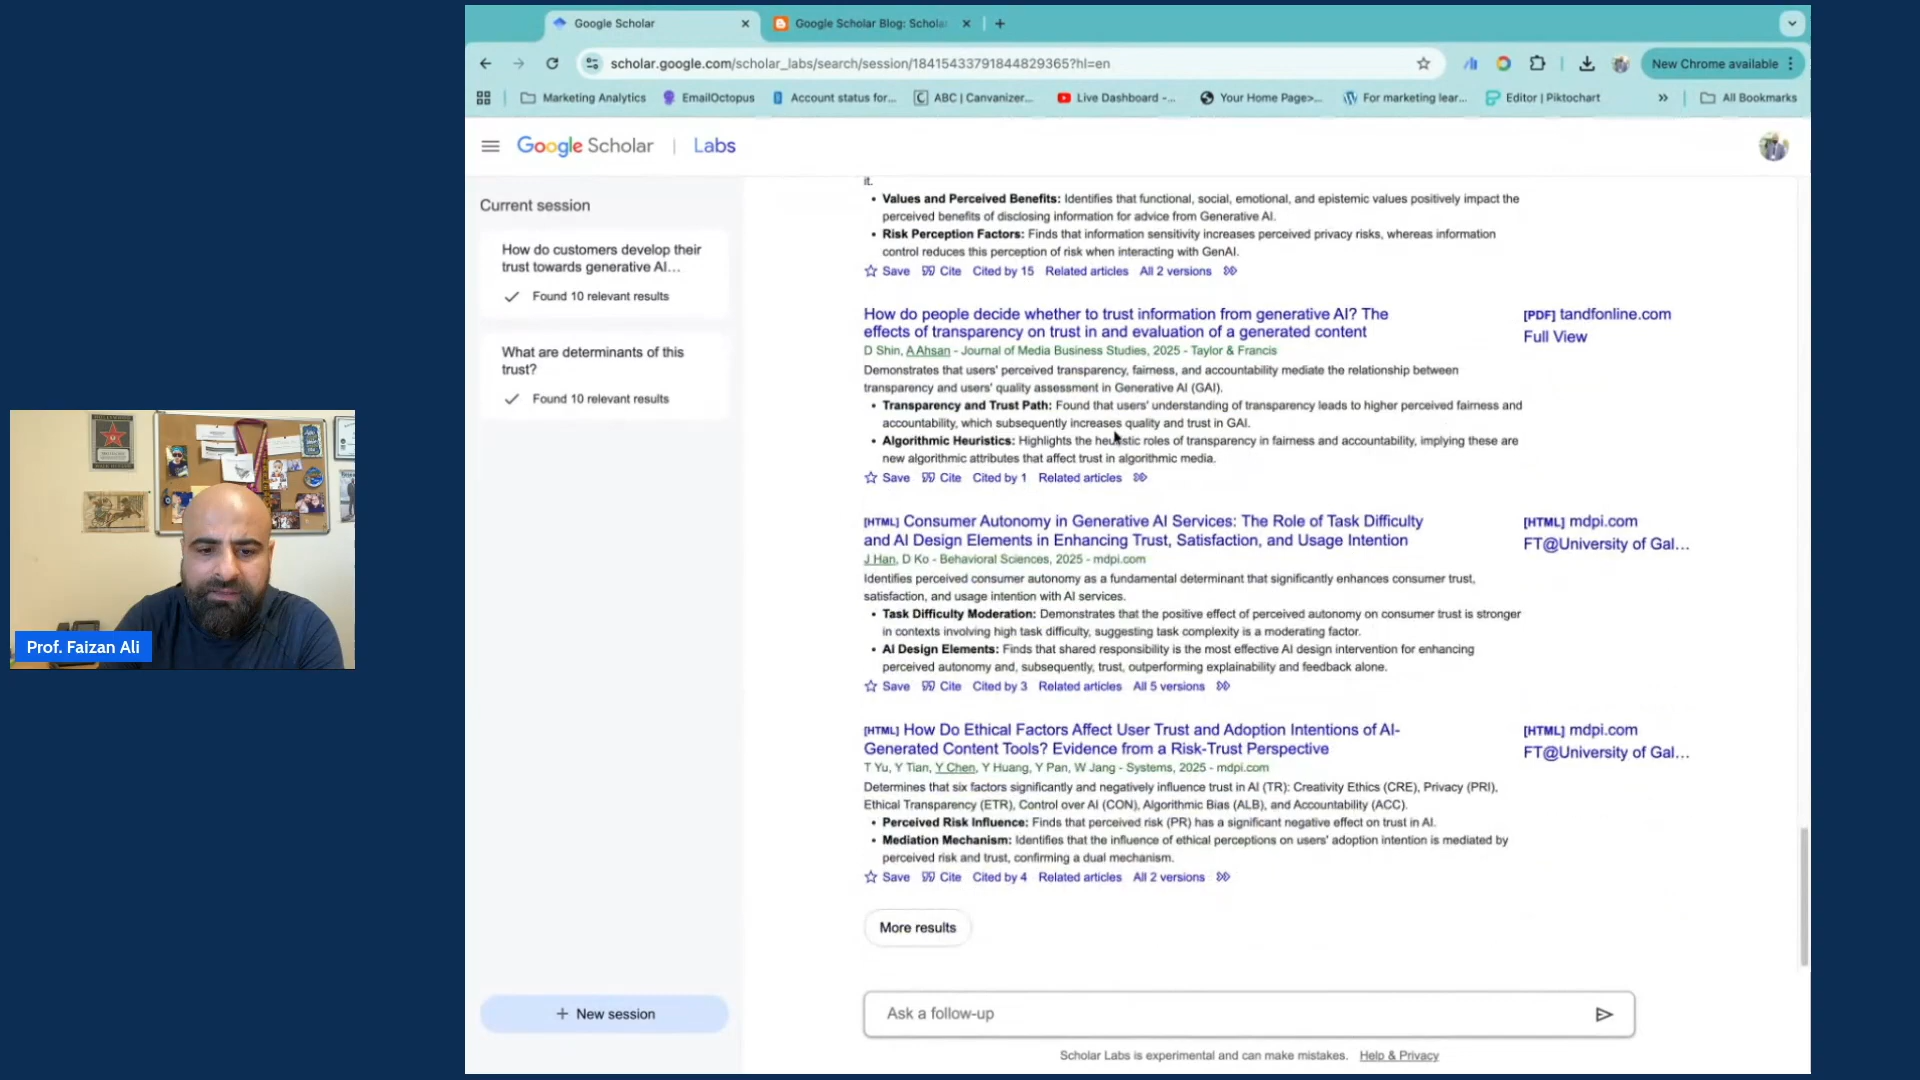 Google Scholar
Google Scholar Blog: Schola
scholar.google.com/scholar_labs/search/session/18415433791844829365?hl=en
New Chrome available
Marketing Analytics
EmailOctopus
Account status for...
ABC | Canvanizer...
Live Dashboard -...
Your Home Page>...
For marketing lear...
Editor | Piktochart
»
All Bookmarks
Google Scholar | Labs
Current session
How do customers develop their
trust towards generative AI...
Found 10 relevant results
What are determinants of this
trust?
Found 10 relevant results
New session
it.
• Values and Perceived Benefits: Identifies that functional, social, emotional, and epistemic values positively impact the
perceived benefits of disclosing information for advice from Generative AI.
• Risk Perception Factors: Finds that information sensitivity increases perceived privacy risks, whereas information
control reduces this perception of risk when interacting with GenAI.
Save Cite Cited by 15 Related articles All 2 versions
How do people decide whether to trust information from generative AI? The
effects of transparency on trust in and evaluation of a generated content
[PDF] tandfonline.com
Full View
D Shin, A Ahsan - Journal of Media Business Studies, 2025 - Taylor & Francis
Demonstrates that users' perceived transparency, fairness, and accountability mediate the relationship between
transparency and users' quality assessment in Generative AI (GAI).
• Transparency and Trust Path: Found that users' understanding of transparency leads to higher perceived fairness and
accountability, which subsequently increases quality and trust in GAI.
• Algorithmic Heuristics: Highlights the heuristic roles of transparency in fairness and accountability, implying these are
new algorithmic attributes that affect trust in algorithmic media.
Save Cite Cited by 1 Related articles
[HTML] Consumer Autonomy in Generative AI Services: The Role of Task Difficulty
and AI Design Elements in Enhancing Trust, Satisfaction, and Usage Intention
[HTML] mdpi.com
FT@University of Gal...
J Han, D Ko - Behavioral Sciences, 2025 - mdpi.com
Identifies perceived consumer autonomy as a fundamental determinant that significantly enhances consumer trust,
satisfaction, and usage intention with AI services.
• Task Difficulty Moderation: Demonstrates that the positive effect of perceived autonomy on consumer trust is stronger
in contexts involving high task difficulty, suggesting task complexity is a moderating factor.
• AI Design Elements: Finds that shared responsibility is the most effective AI design intervention for enhancing
perceived autonomy and, subsequently, trust, outperforming explainability and feedback alone.
Save Cite Cited by 3 Related articles All 5 versions
[HTML] How Do Ethical Factors Affect User Trust and Adoption Intentions of AI-
Generated Content Tools? Evidence from a Risk-Trust Perspective
[HTML] mdpi.com
FT@University of Gal...
T Yu, Y Tian, Y Chen, Y Huang, Y Pan, W Jang - Systems, 2025 - mdpi.com
Determines that six factors significantly and negatively influence trust in AI (TR): Creativity Ethics (CRE), Privacy (PRI),
Ethical Transparency (ETR), Control over AI (CON), Algorithmic Bias (ALB), and Accountability (ACC).
• Perceived Risk Influence: Finds that perceived risk (PR) has a significant negative effect on trust in AI.
• Mediation Mechanism: Identifies that the influence of ethical perceptions on users' adoption intention is mediated by
perceived risk and trust, confirming a dual mechanism.
Save Cite Cited by 4 Related articles All 2 versions
More results
Ask a follow-up
Scholar Labs is experimental and can make mistakes. Help & Privacy
Prof. Faizan Ali